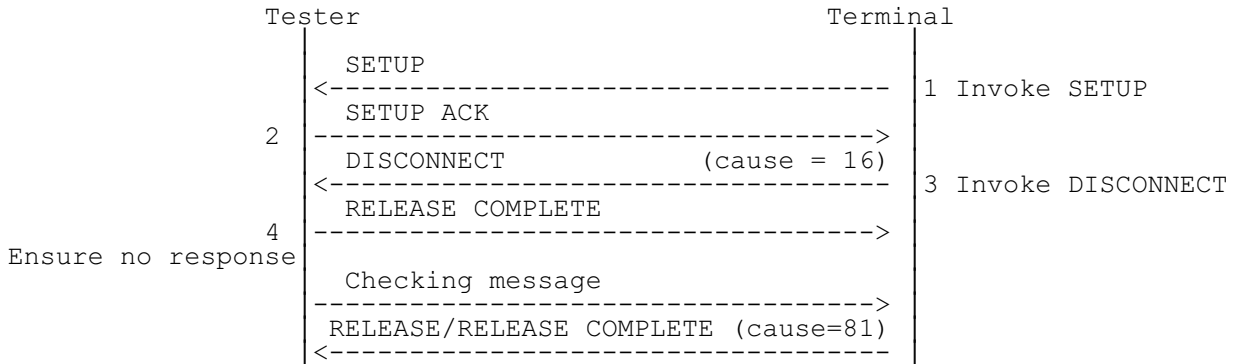 Tester Terminal
SETUP
<----------------------------------- 1 Invoke SETUP
SETUP ACK
2 ----------------------------------->
DISCONNECT (cause = 16)
<----------------------------------- 3 Invoke DISCONNECT
RELEASE COMPLETE
4 ----------------------------------->
Ensure no response
Checking message
----------------------------------->
RELEASE/RELEASE COMPLETE (cause=81)
<-----------------------------------